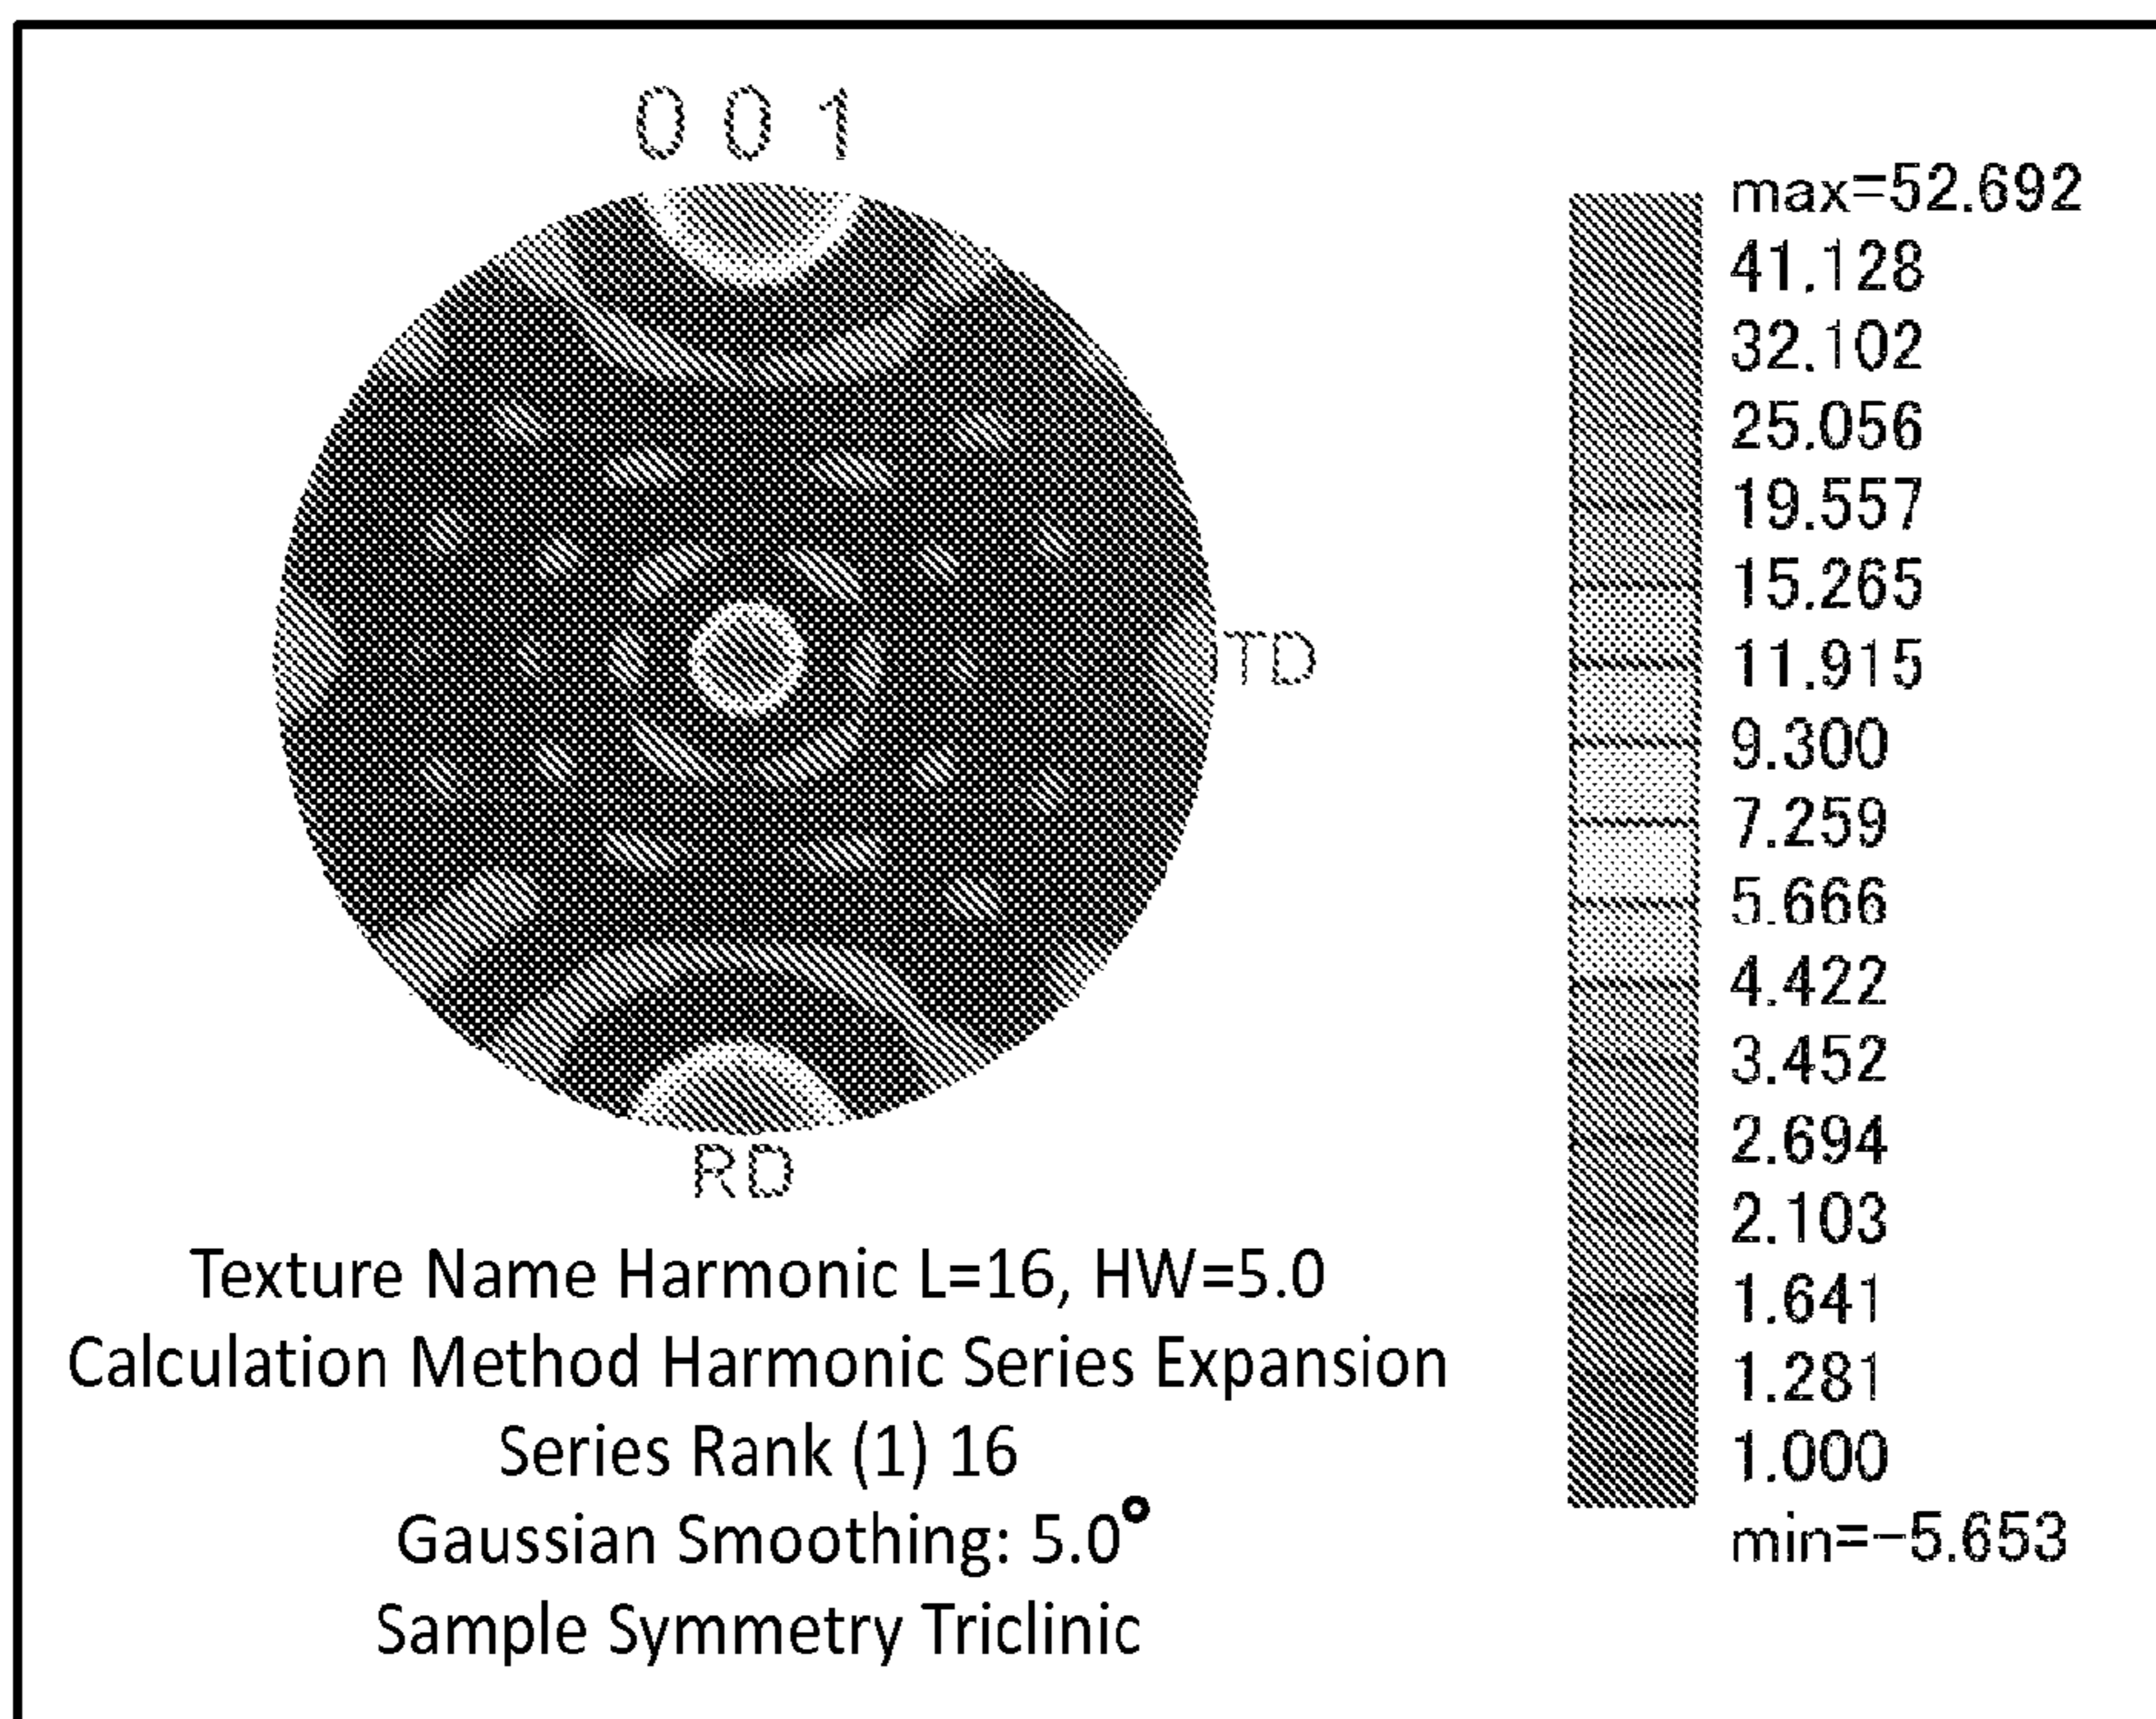 0 0 1
TD
RD
max=52.692
41.128
32.102
25.056
19.557
15.265
11.915
9.300
7.259
5.666
4.422
3.452
2.694
2.103
1.641
1.281
1.000
min=-5.653
Texture Name Harmonic L=16, HW=5.0
Calculation Method Harmonic Series Expansion
Series Rank (1) 16
Gaussian Smoothing: 5.0°
Sample Symmetry Triclinic